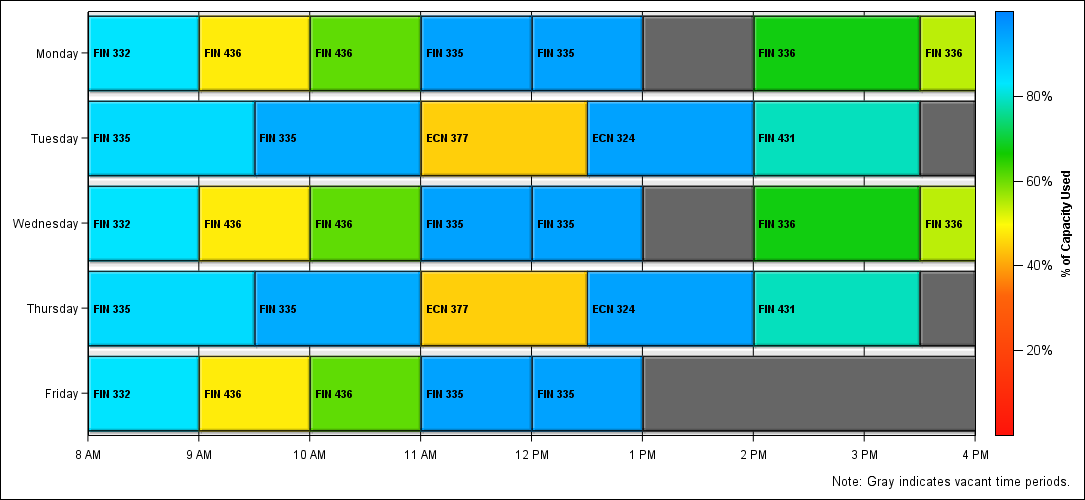 Monday FIN 332 FIN 436 FIN 436 FIN 335 FIN 335 FIN 336 FIN 336
Tuesday FIN 335 FIN 335 ECN 377 ECN 324 FIN 431
Wednesday FIN 332 FIN 436 FIN 436 FIN 335 FIN 335 FIN 336 FIN 336
Thursday FIN 335 FIN 335 ECN 377 ECN 324 FIN 431
Friday FIN 332 FIN 436 FIN 436 FIN 335 FIN 335
8 AM 9 AM 10 AM 11 AM 12 PM 1 PM 2 PM 3 PM 4 PM
80%
60%
40%
20%
% of Capacity Used
Note: Gray indicates vacant time periods.